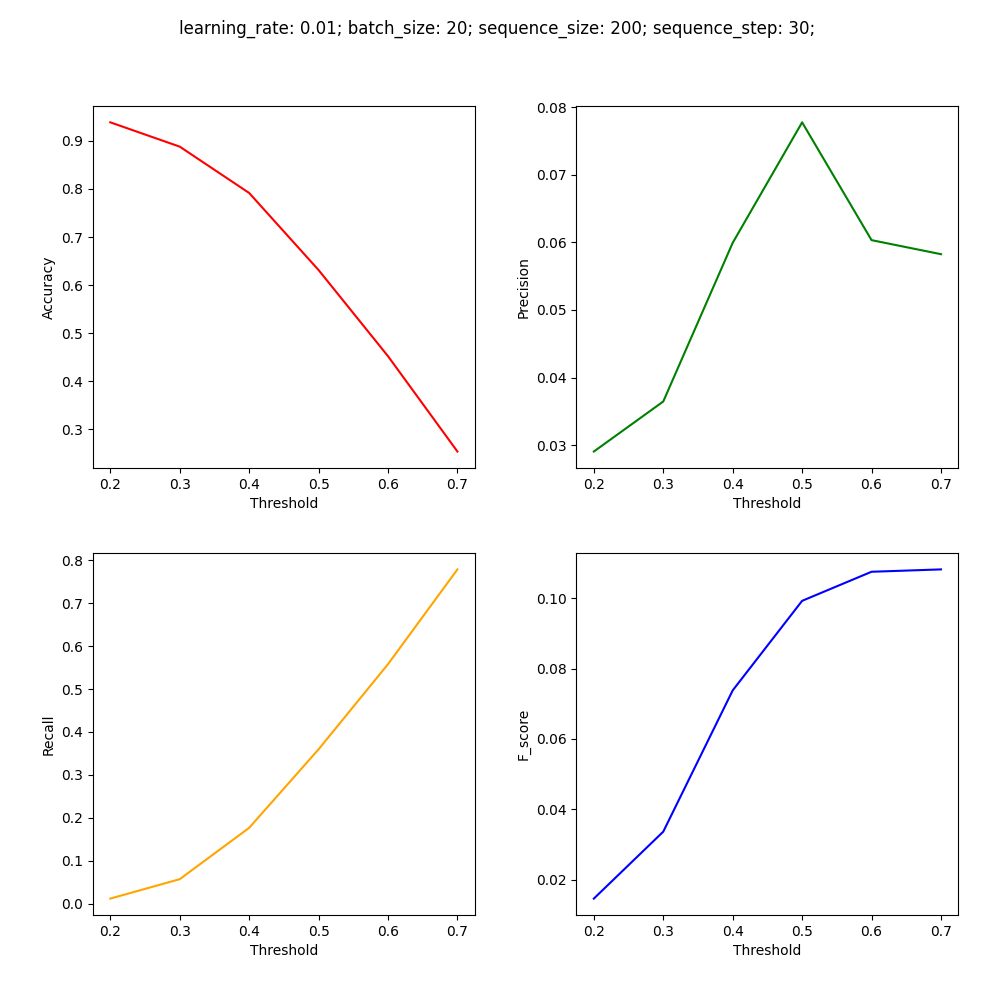 learning_rate: 0.01; batch_size: 20; sequence_size: 200; sequence_step: 30;
Accuracy
0.9
0.8
0.7
0.6
0.5
0.4
0.3
0.2 0.3 0.4 0.5 0.6 0.7
Threshold
Precision
0.08
0.07
0.06
0.05
0.04
0.03
0.2 0.3 0.4 0.5 0.6 0.7
Threshold
Recall
0.8
0.7
0.6
0.5
0.4
0.3
0.2
0.1
0.0
0.2 0.3 0.4 0.5 0.6 0.7
Threshold
F_score
0.10
0.08
0.06
0.04
0.02
0.2 0.3 0.4 0.5 0.6 0.7
Threshold